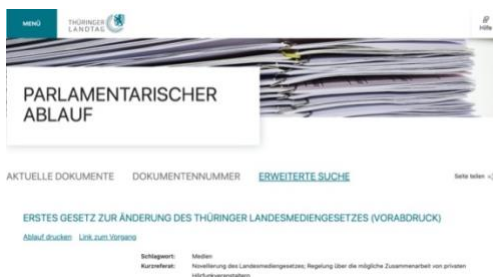 MENÜ
THÜRINGER
LANDTAG
Hilfe
PARLAMENTARISCHER
ABLAUF
AKTUELLE DOKUMENTE DOKUMENTENNUMMER ERWEITERTE SUCHE Seite teilen
ERSTES GESETZ ZUR ÄNDERUNG DES THÜRINGER LANDESMEDIENGESETZES (VORABDRUCK)
Ablauf drucken Link zum Vorgang
Schlagwort: Medien
Kurzreferat: Novellierung des Landesmediengesetzes; Regelung über die mögliche Zusammenarbeit von privaten
Hörfunkveranstaltern